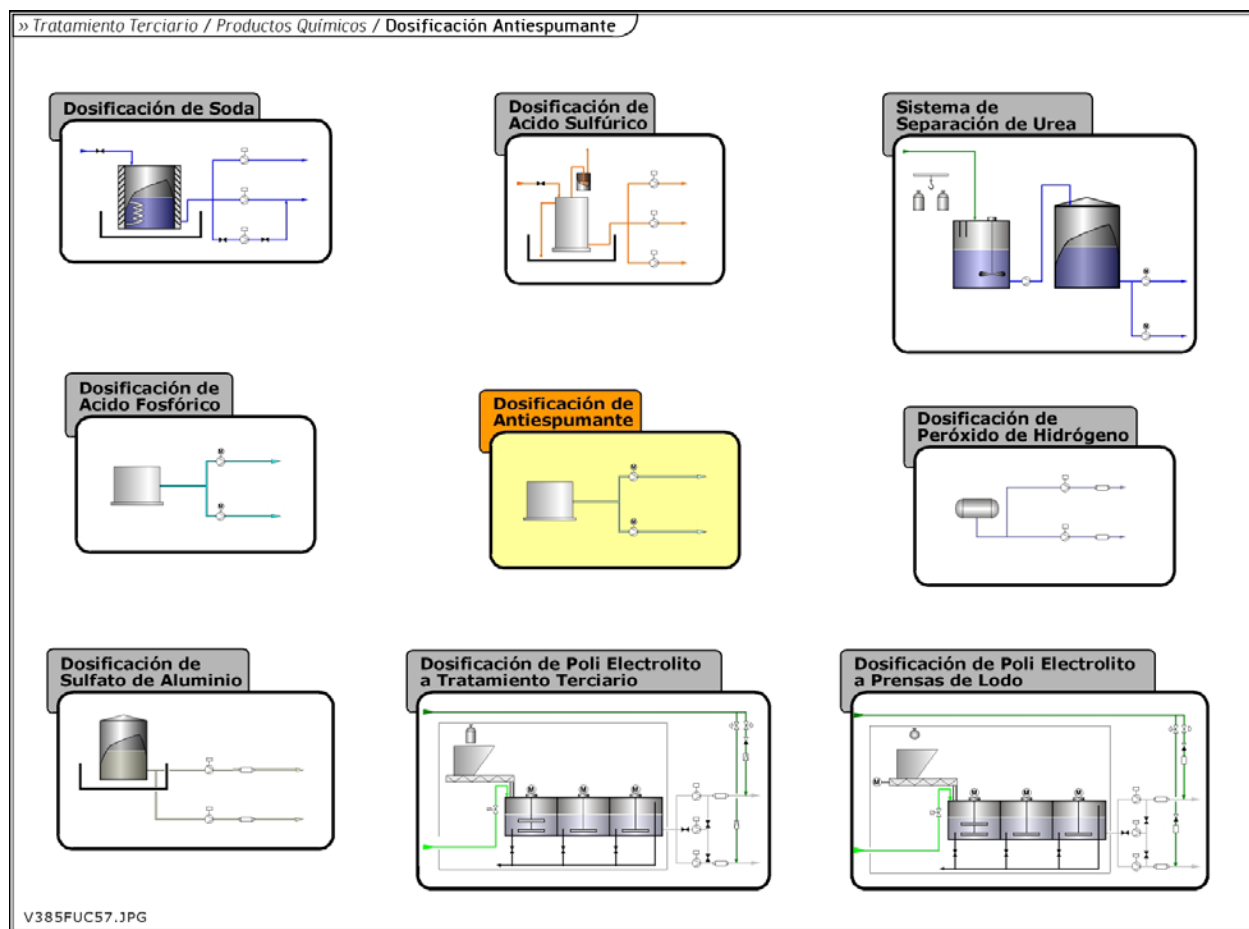 » Tratamiento Terciario / Productos Químicos / Dosificación Antiespumante
Dosificación de Soda
Dosificación de
Acido Sulfúrico
Sistema de
Separación de Urea
Dosificación de
Acido Fosfórico
Dosificación de
Antiespumante
Dosificación de
Peróxido de Hidrógeno
Dosificación de
Sulfato de Aluminio
Dosificación de Poli Electrolito
a Tratamiento Terciario
Dosificación de Poli Electrolito
a Prensas de Lodo
M
M
M
M
M
M
M
M
M
M
M
M
M
V385FUC57.JPG